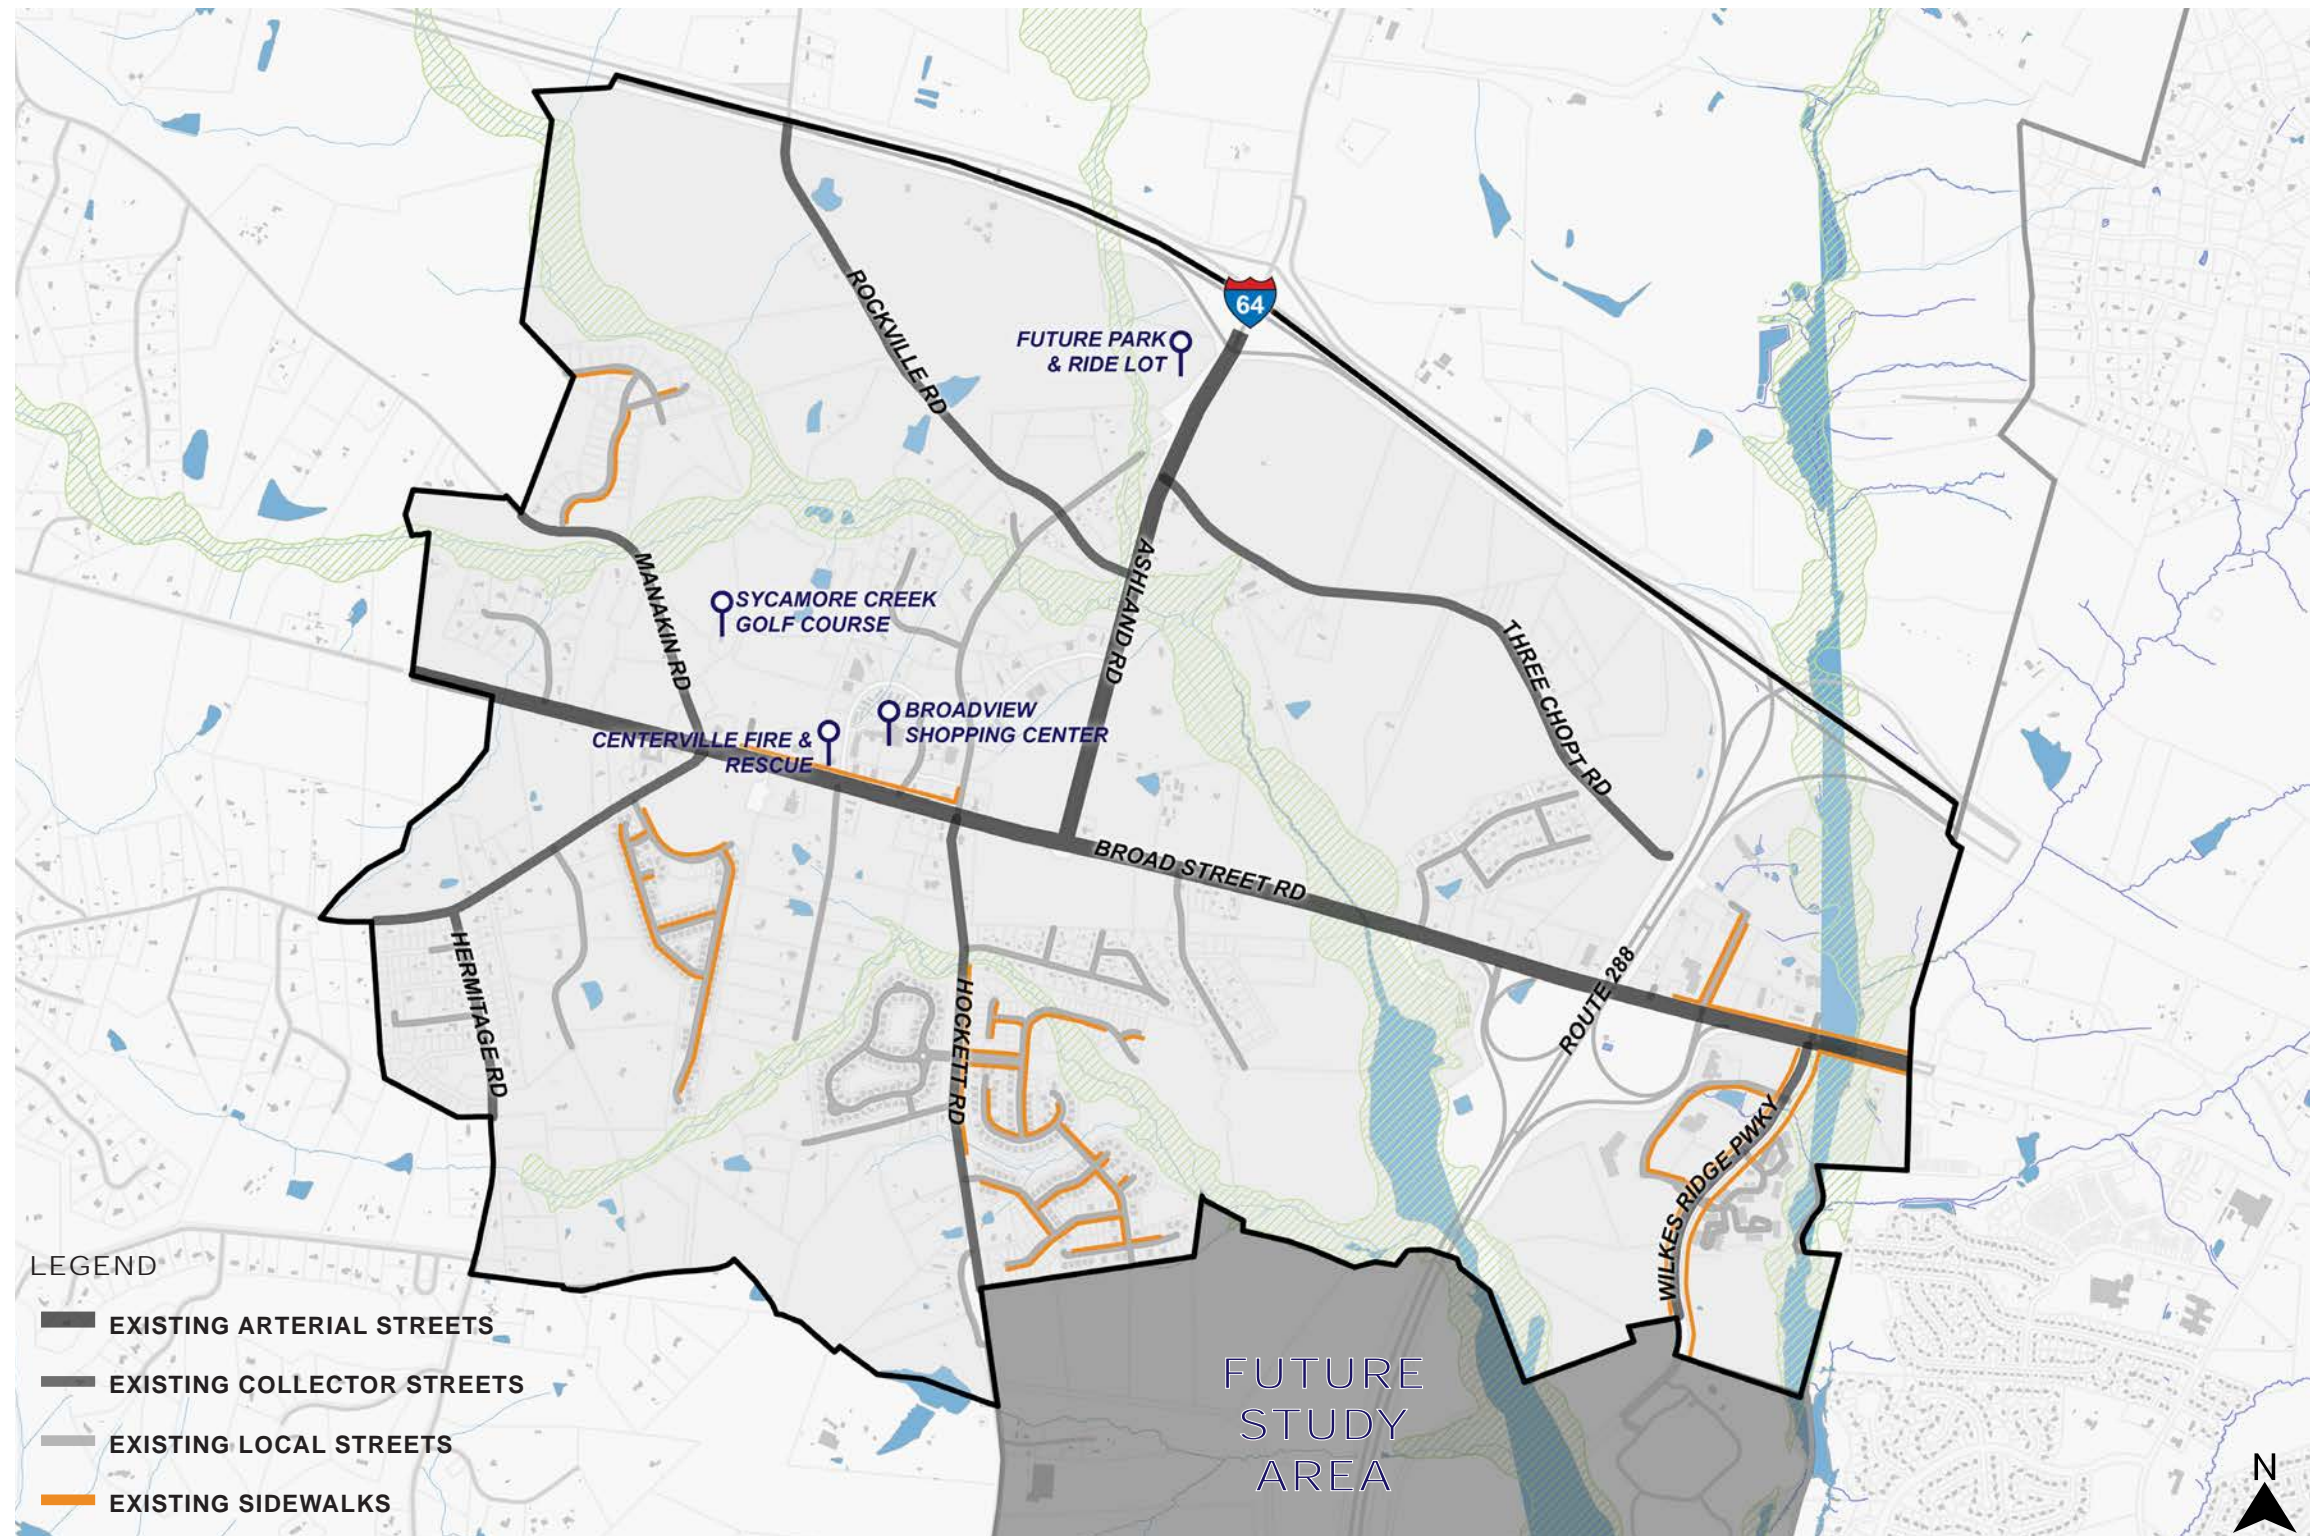 64
ROCKVILLE RD
FUTURE PARK
& RIDE LOT
MANAKIN RD
SYCAMORE CREEK
GOLF COURSE
ASHLAND RD
THREE CHOPT RD
BROADVIEW
SHOPPING CENTER
CENTERVILLE FIRE &
RESCUE
BROAD STREET RD
HERMITAGE RD
HOCKETT RD
ROUTE 288
WILKES RIDGE PWKY
FUTURE
STUDY
AREA
LEGEND
EXISTING ARTERIAL STREETS
EXISTING COLLECTOR STREETS
EXISTING LOCAL STREETS
EXISTING SIDEWALKS
N